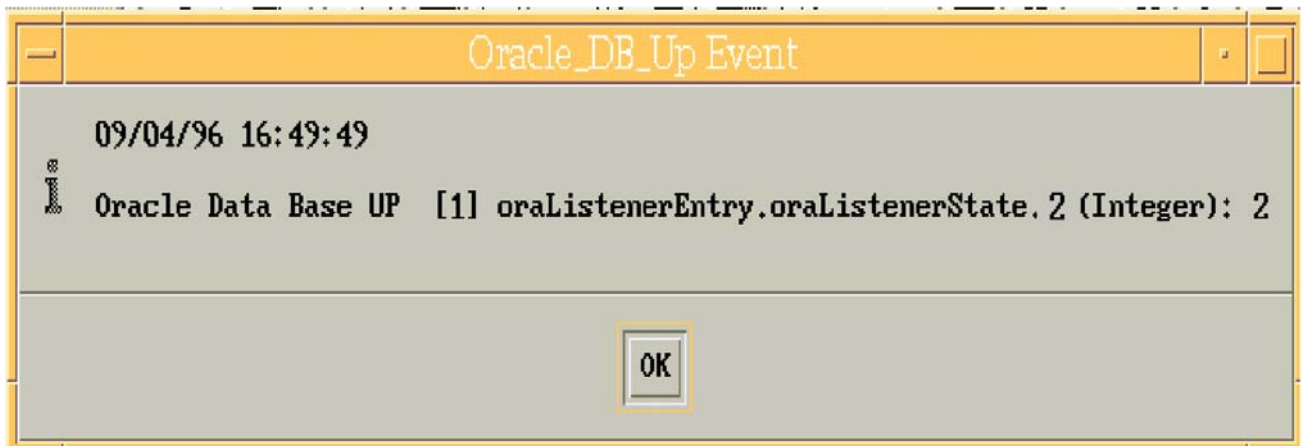 Oracle_DB_Up Event
09/04/96 16:49:49
Oracle Data Base UP [1] oraListenerEntry.oraListenerState.2 (Integer): 2
OK